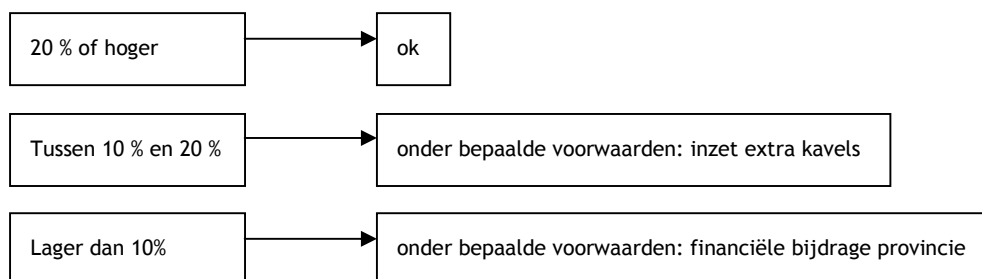 20 % of hoger
ok
Tussen 10 % en 20 %
onder bepaalde voorwaarden: inzet extra kavels
Lager dan 10%
onder bepaalde voorwaarden: financiële bijdrage provincie